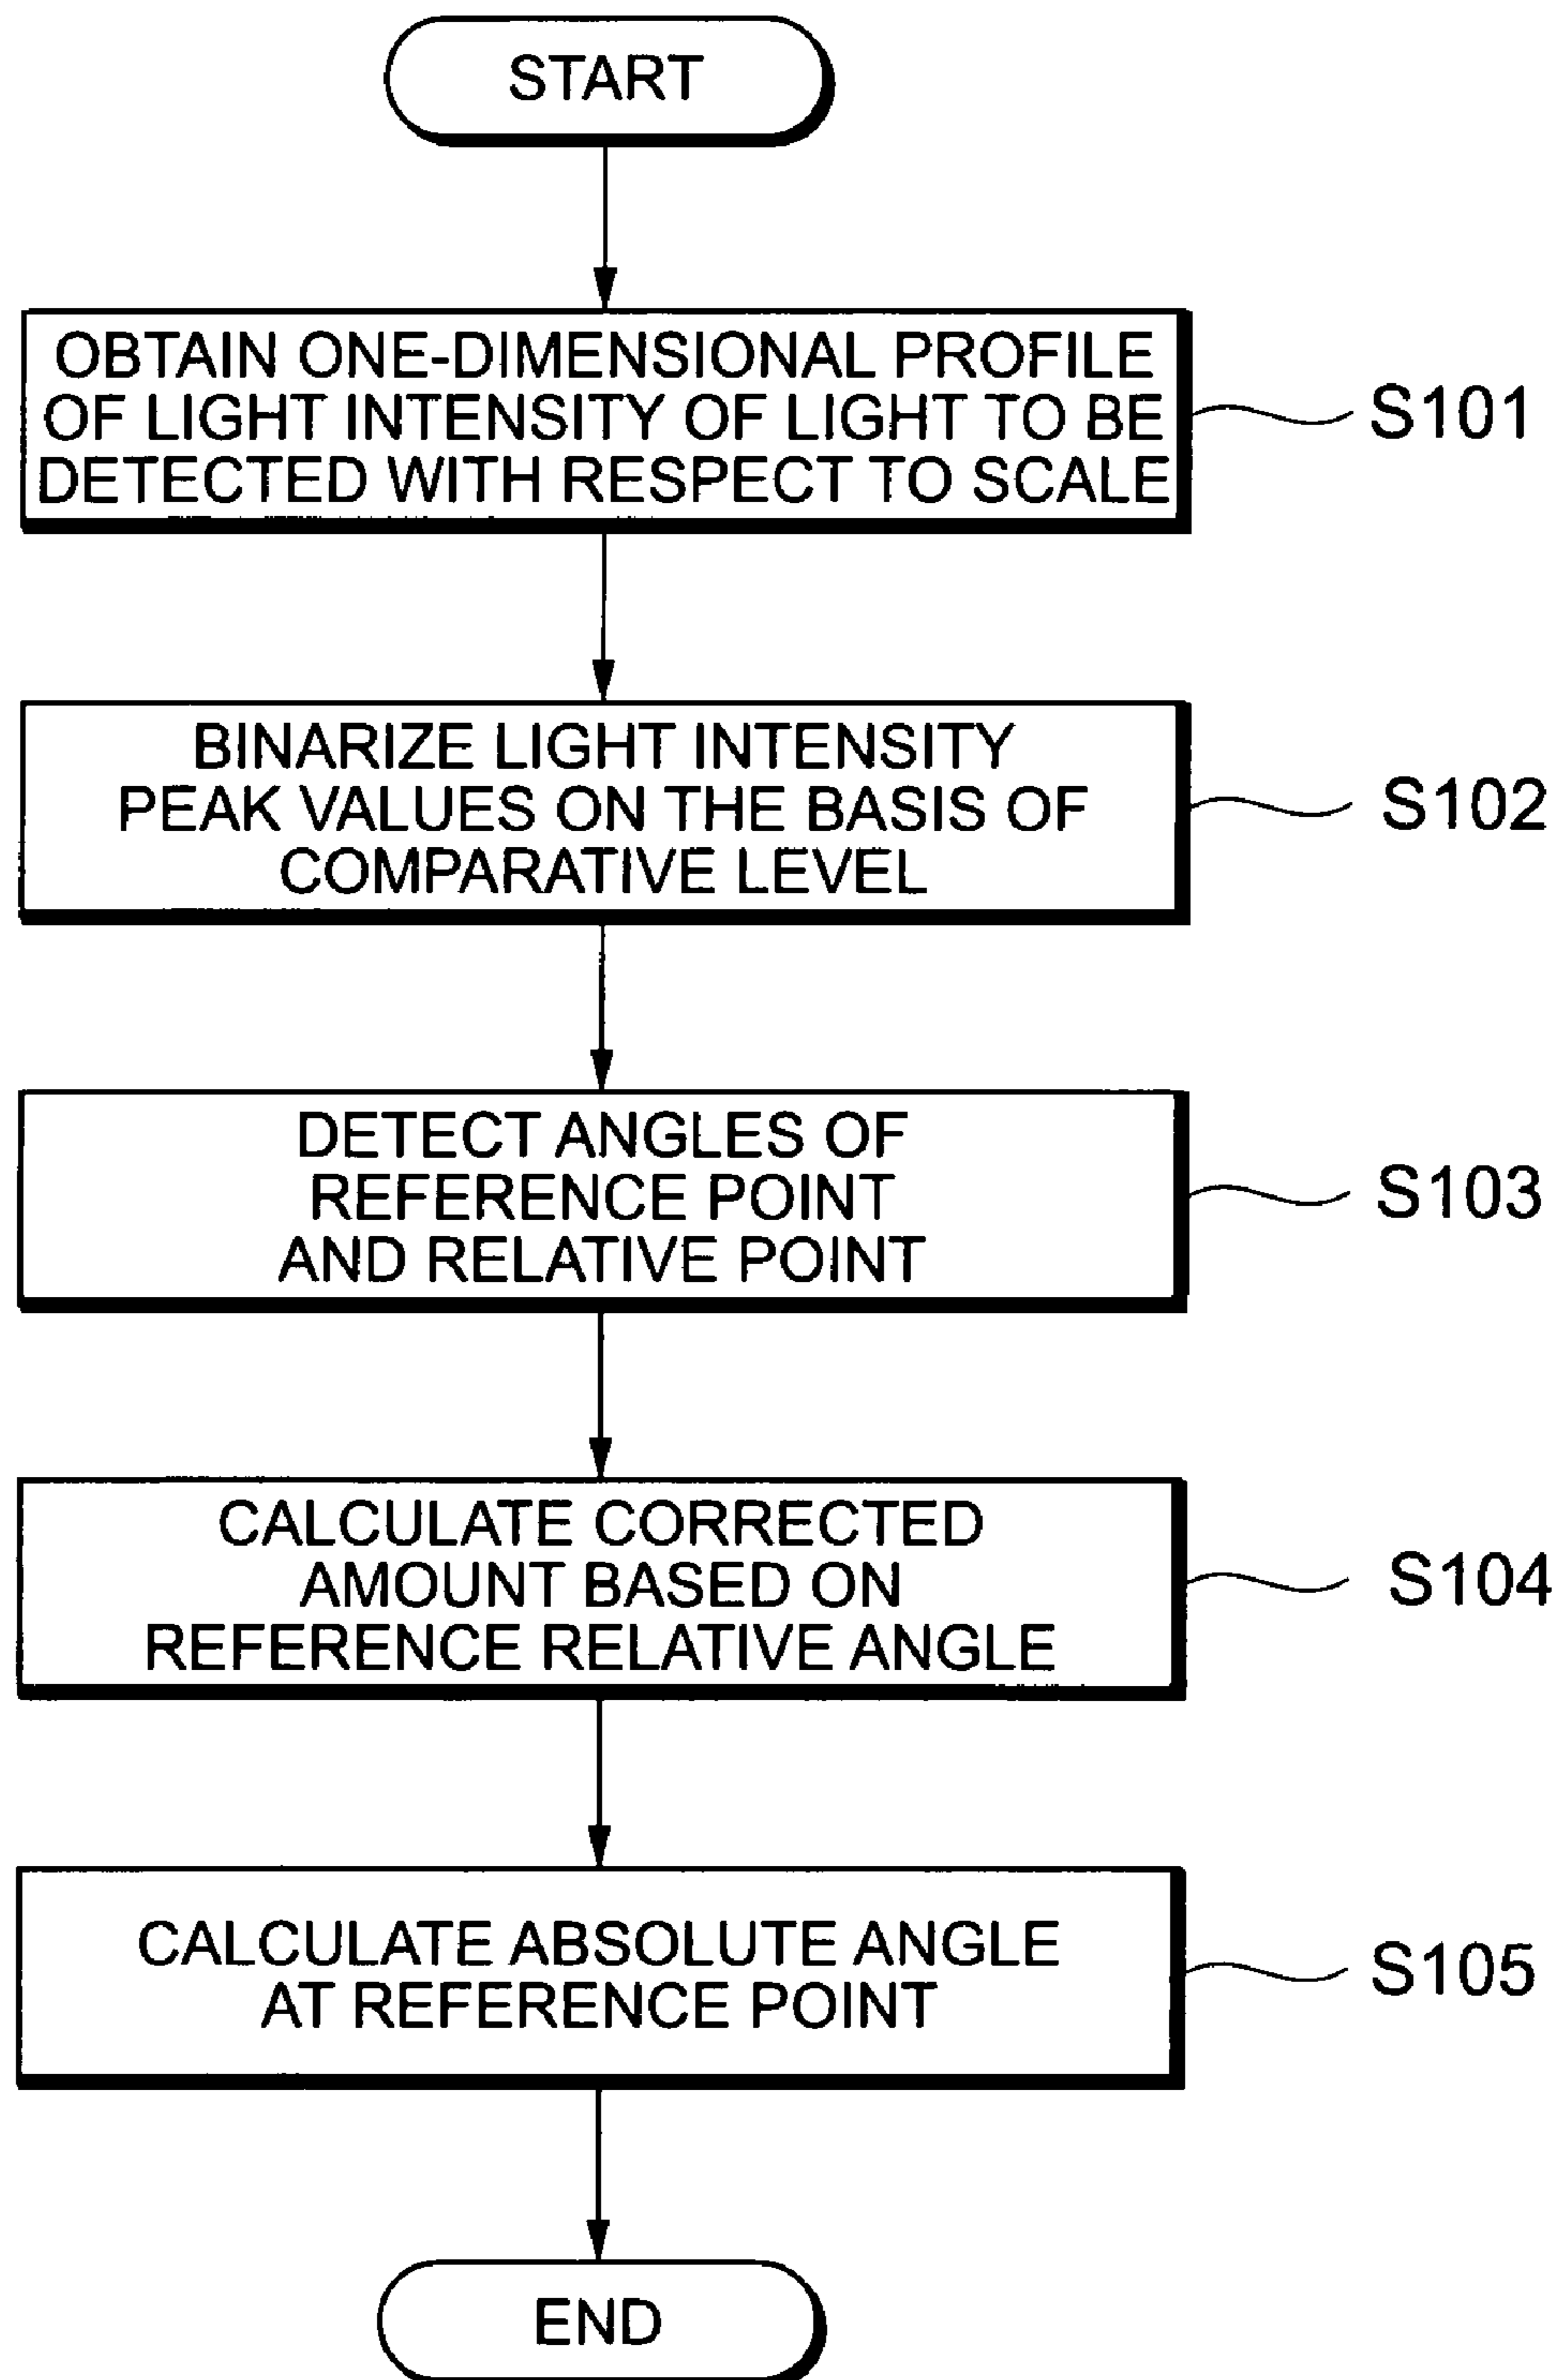 START
OBTAIN ONE-DIMENSIONAL PROFILE
OF LIGHT INTENSITY OF LIGHT TO BE
DETECTED WITH RESPECT TO SCALE
S101
BINARIZE LIGHT INTENSITY
PEAK VALUES ON THE BASIS OF
COMPARATIVE LEVEL
S102
DETECT ANGLES OF
REFERENCE POINT
AND RELATIVE POINT
S103
CALCULATE CORRECTED
AMOUNT BASED ON
REFERENCE RELATIVE ANGLE
S104
CALCULATE ABSOLUTE ANGLE
AT REFERENCE POINT
S105
END